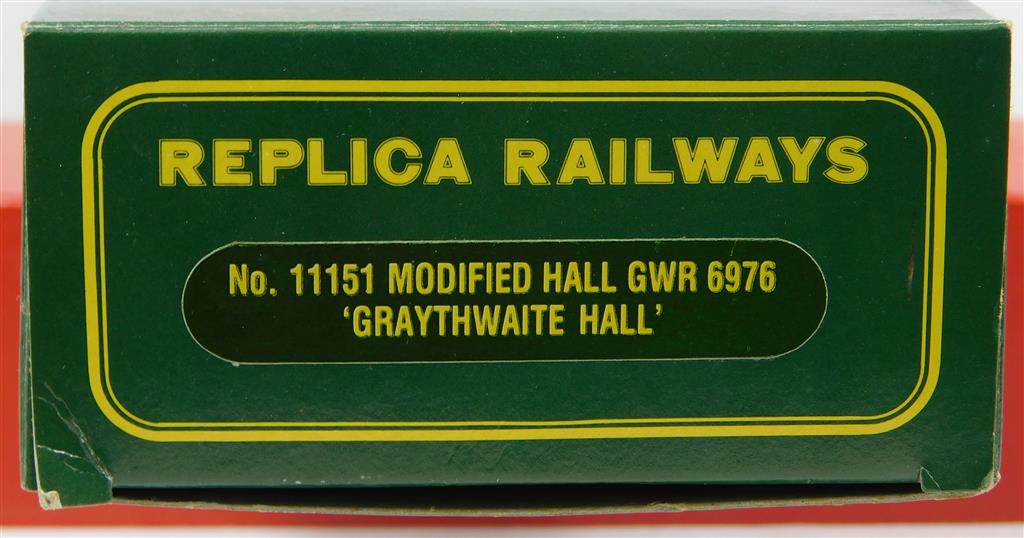 REPLICA RAILWAYS
No. 11151 MODIFIED HALL GWR 6976
‘GRAYTHWAITE HALL’